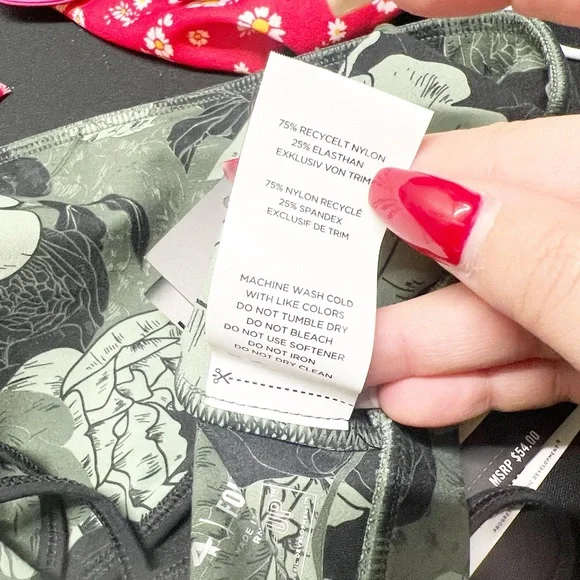 75% RECYCELT NYLON
25% ELASTHAN
EXKLUSIV VON TRIM
75% NYLON RECYCLÉ
25% SPANDEX
EXCLUSIF DE TRIM
MACHINE WASH COLD
WITH LIKE COLORS
DO NOT TUMBLE DRY
DO NOT BLEACH
DO NOT USE SOFTENER
DO NOT IRON
DO NOT DRY CLEAN
MSRP $54.00
UP